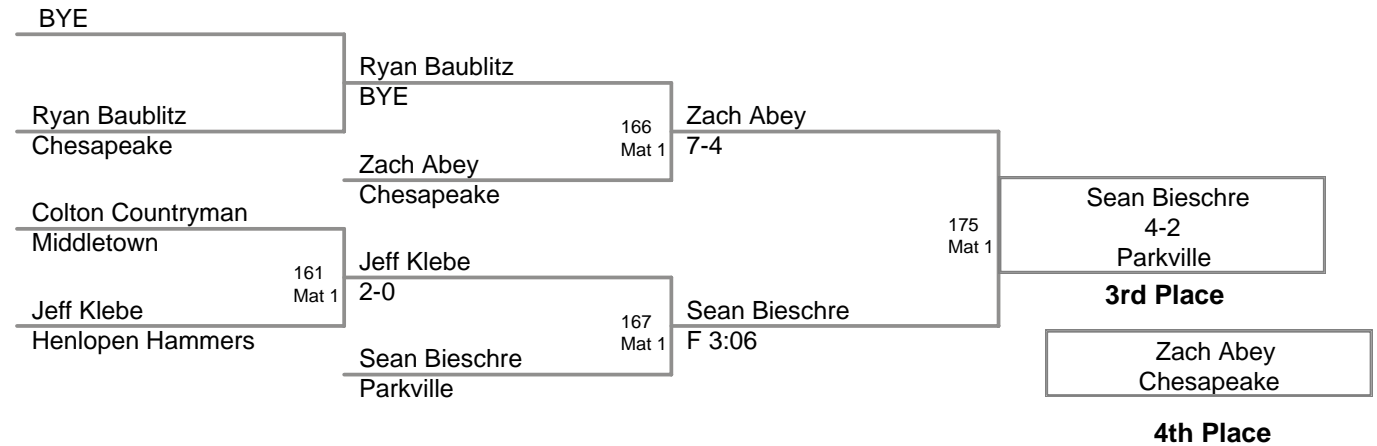 BYE
Ryan Baublitz
Chesapeake
Colton Countryman
Middletown
161
Mat 1
Jeff Klebe
Henlopen Hammers
Ryan Baublitz
BYE
166
Mat 1
Zach Abey
Chesapeake
Jeff Klebe
2-0
167
Mat 1
Sean Bieschre
Parkville
Zach Abey
7-4
175
Mat 1
Sean Bieschre
F 3:06
Sean Bieschre
4-2
Parkville
3rd Place
Zach Abey
Chesapeake
4th Place